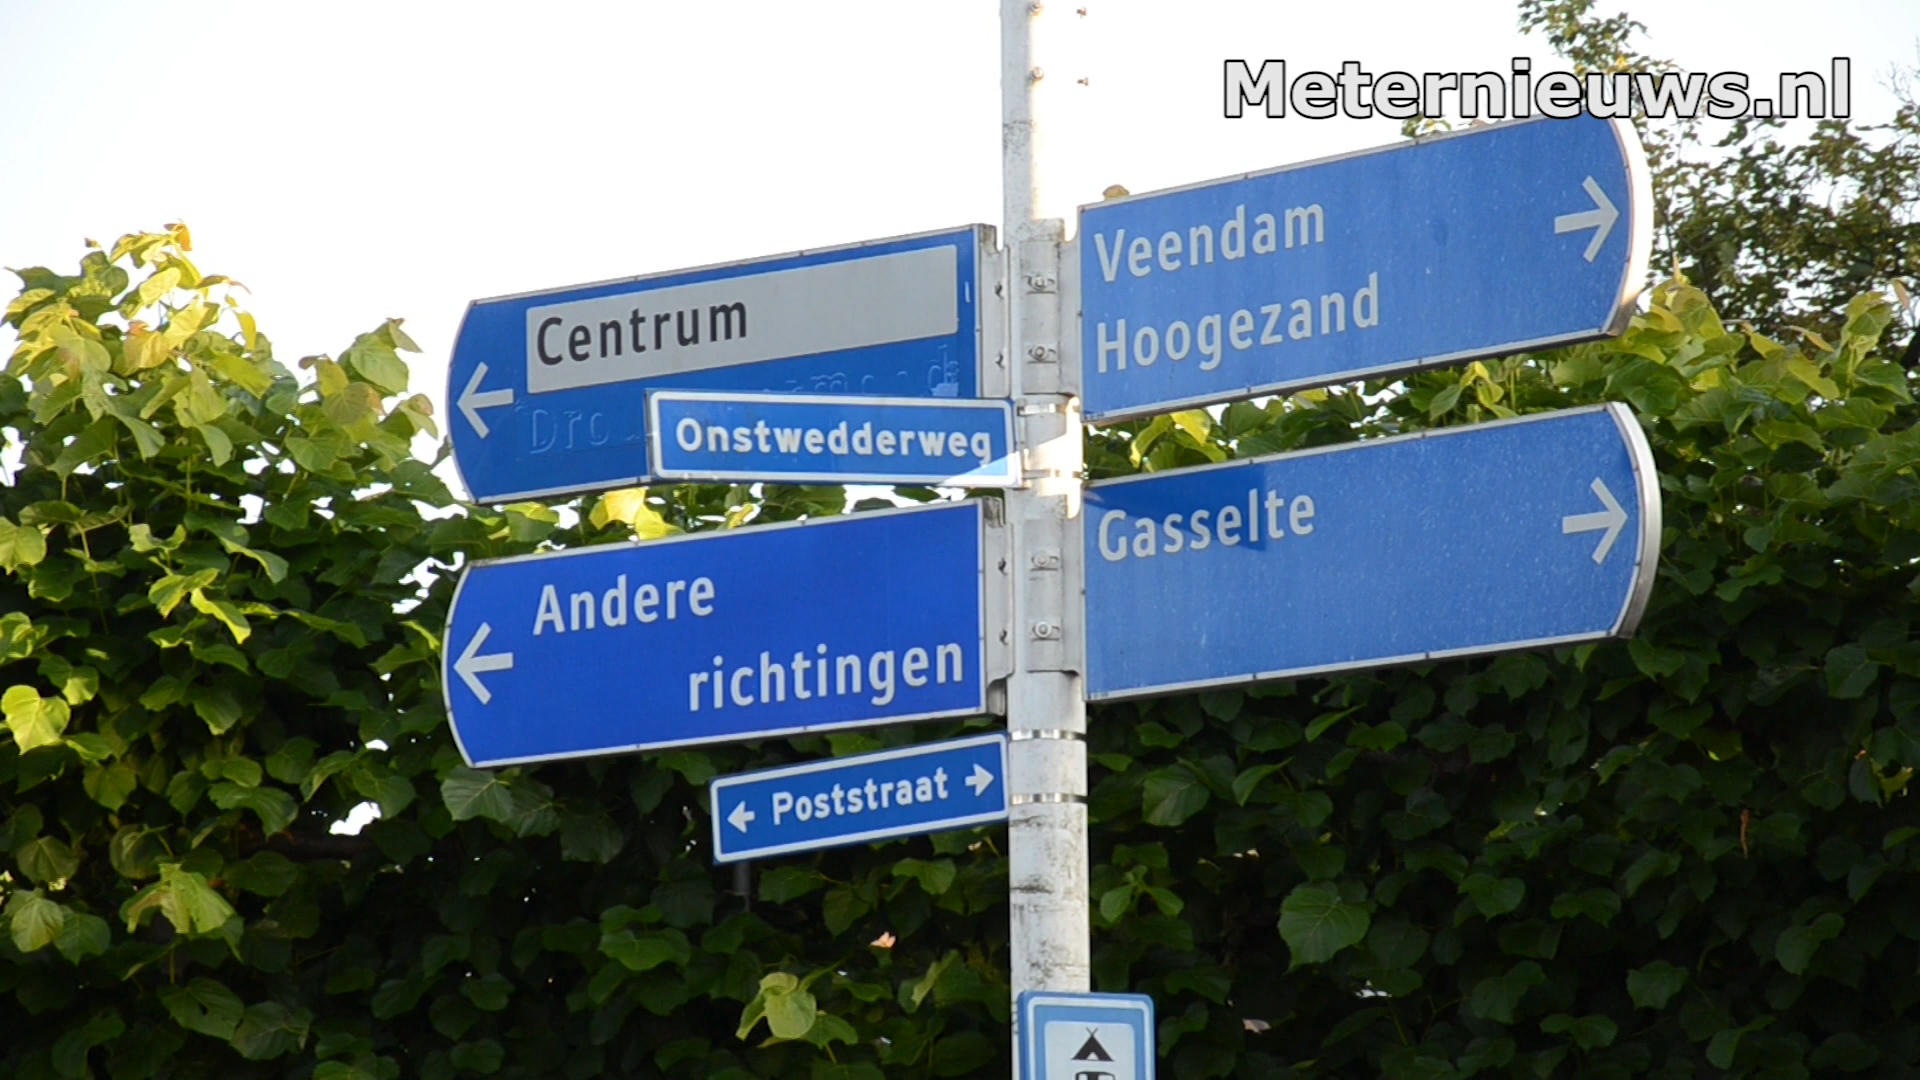 Meternieuws.nl
Centrum
Onstwedderweg
Andere
richtingen
Poststraat
Veendam
Hoogezand
Gasselte